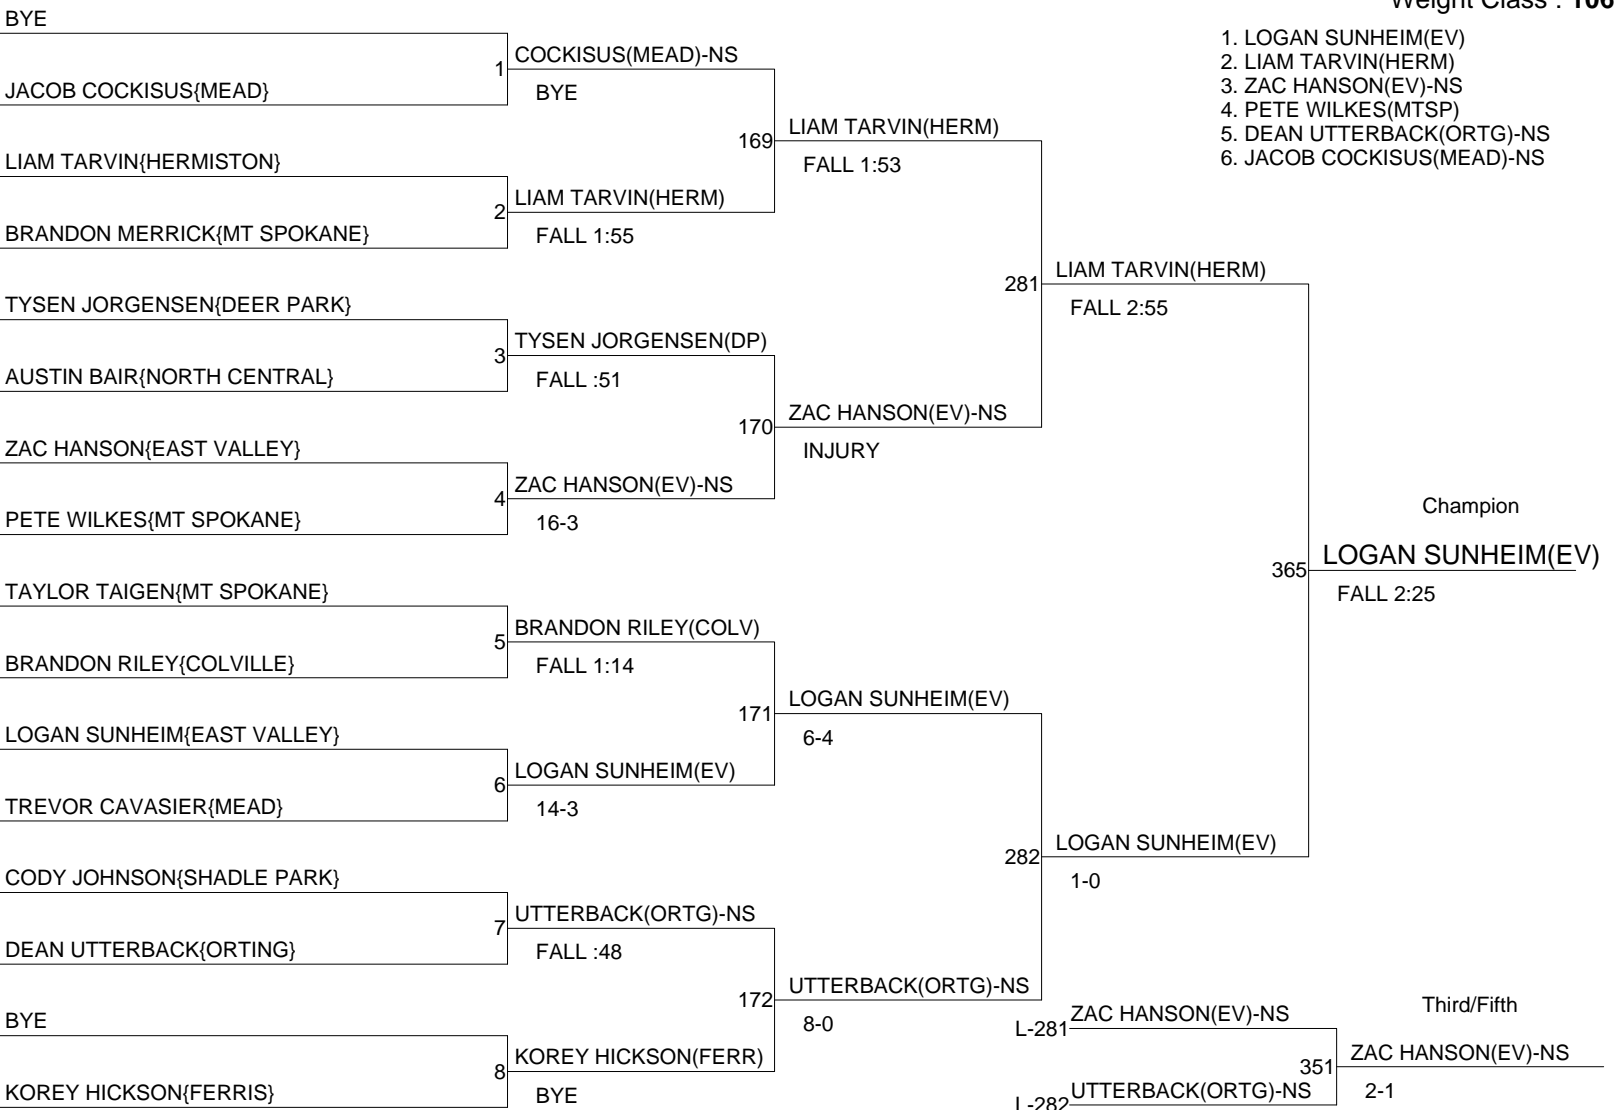 BYE
Weight Class : 106
1. LOGAN SUNHEIM(EV)
2. LIAM TARVIN(HERM)
3. ZAC HANSON(EV)-NS
4. PETE WILKES(MTSP)
5. DEAN UTTERBACK(ORTG)-NS
6. JACOB COCKISUS(MEAD)-NS
1
COCKISUS(MEAD)-NS
BYE
JACOB COCKISUS{MEAD}
169
LIAM TARVIN(HERM)
FALL 1:53
LIAM TARVIN{HERMISTON}
2
LIAM TARVIN(HERM)
FALL 1:55
BRANDON MERRICK{MT SPOKANE}
281
LIAM TARVIN(HERM)
FALL 2:55
TYSEN JORGENSEN{DEER PARK}
3
TYSEN JORGENSEN(DP)
FALL :51
AUSTIN BAIR{NORTH CENTRAL}
170
ZAC HANSON(EV)-NS
INJURY
ZAC HANSON{EAST VALLEY}
4
ZAC HANSON(EV)-NS
16-3
PETE WILKES{MT SPOKANE}
Champion
365
LOGAN SUNHEIM(EV)
FALL 2:25
TAYLOR TAIGEN{MT SPOKANE}
5
BRANDON RILEY(COLV)
FALL 1:14
BRANDON RILEY{COLVILLE}
171
LOGAN SUNHEIM(EV)
6-4
LOGAN SUNHEIM{EAST VALLEY}
6
LOGAN SUNHEIM(EV)
14-3
TREVOR CAVASIER{MEAD}
282
LOGAN SUNHEIM(EV)
1-0
CODY JOHNSON{SHADLE PARK}
7
UTTERBACK(ORTG)-NS
FALL :48
DEAN UTTERBACK{ORTING}
172
UTTERBACK(ORTG)-NS
8-0
BYE
8
KOREY HICKSON(FERR)
BYE
KOREY HICKSON{FERRIS}
Third/Fifth
L-281
ZAC HANSON(EV)-NS
351
ZAC HANSON(EV)-NS
2-1
L-282
UTTERBACK(ORTG)-NS